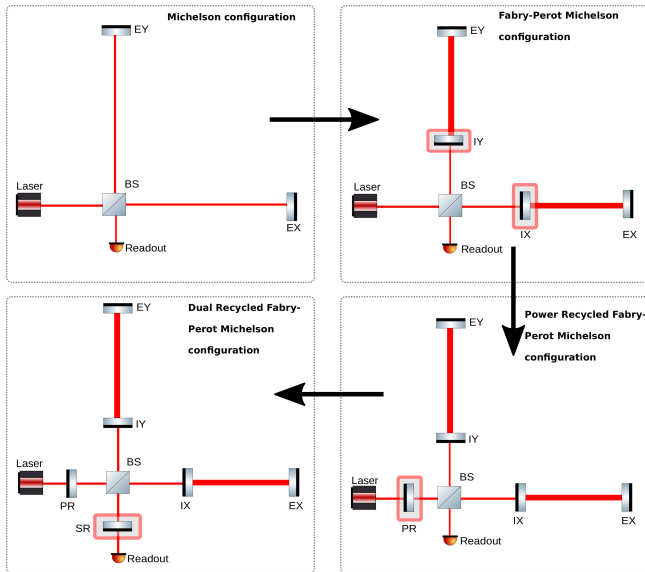 Michelson configuration
EY
Laser
BS
EX
Readout
Fabry-Perot Michelson
configuration
EY
IY
BS
Laser
IX
EX
Readout
Dual Recycled Fabry-
Perot Michelson
configuration
EY
IY
BS
Laser
PR
IX
EX
SR
Readout
Power Recycled Fabry-
Perot Michelson
configuration
EY
IY
BS
Laser
PR
IX
EX
Readout